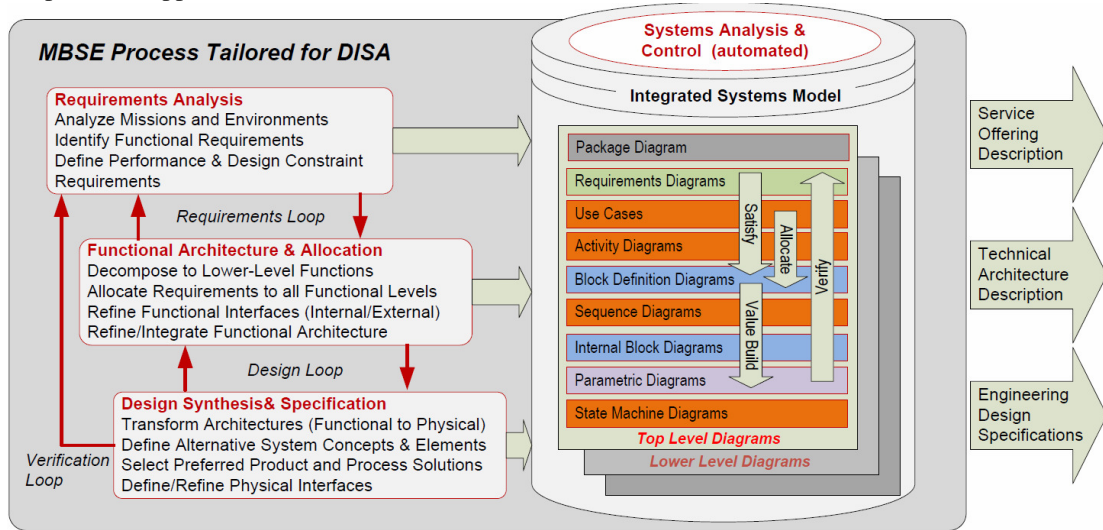 MBSE Process Tailored for DISA
Requirements Analysis
Analyze Missions and Environments
Identify Functional Requirements
Define Performance & Design Constraint
Requirements
Requirements Loop
Functional Architecture & Allocation
Decompose to Lower-Level Functions
Allocate Requirements to all Functional Levels
Refine Functional Interfaces (Internal/External)
Refine/Integrate Functional Architecture
Design Loop
Design Synthesis& Specification
Transform Architectures (Functional to Physical)
Define Alternative System Concepts & Elements
Select Preferred Product and Process Solutions
Define/Refine Physical Interfaces
Verification
Loop
Systems Analysis &
Control (automated)
Integrated Systems Model
Package Diagram
Requirements Diagrams
Use Cases
Activity Diagrams
Block Definition Diagrams
Sequence Diagrams
Internal Block Diagrams
Parametric Diagrams
State Machine Diagrams
Satisfy
Allocate
Verify
Value Build
Top Level Diagrams
Lower Level Diagrams
Service
Offering
Description
Technical
Architecture
Description
Engineering
Design
Specifications